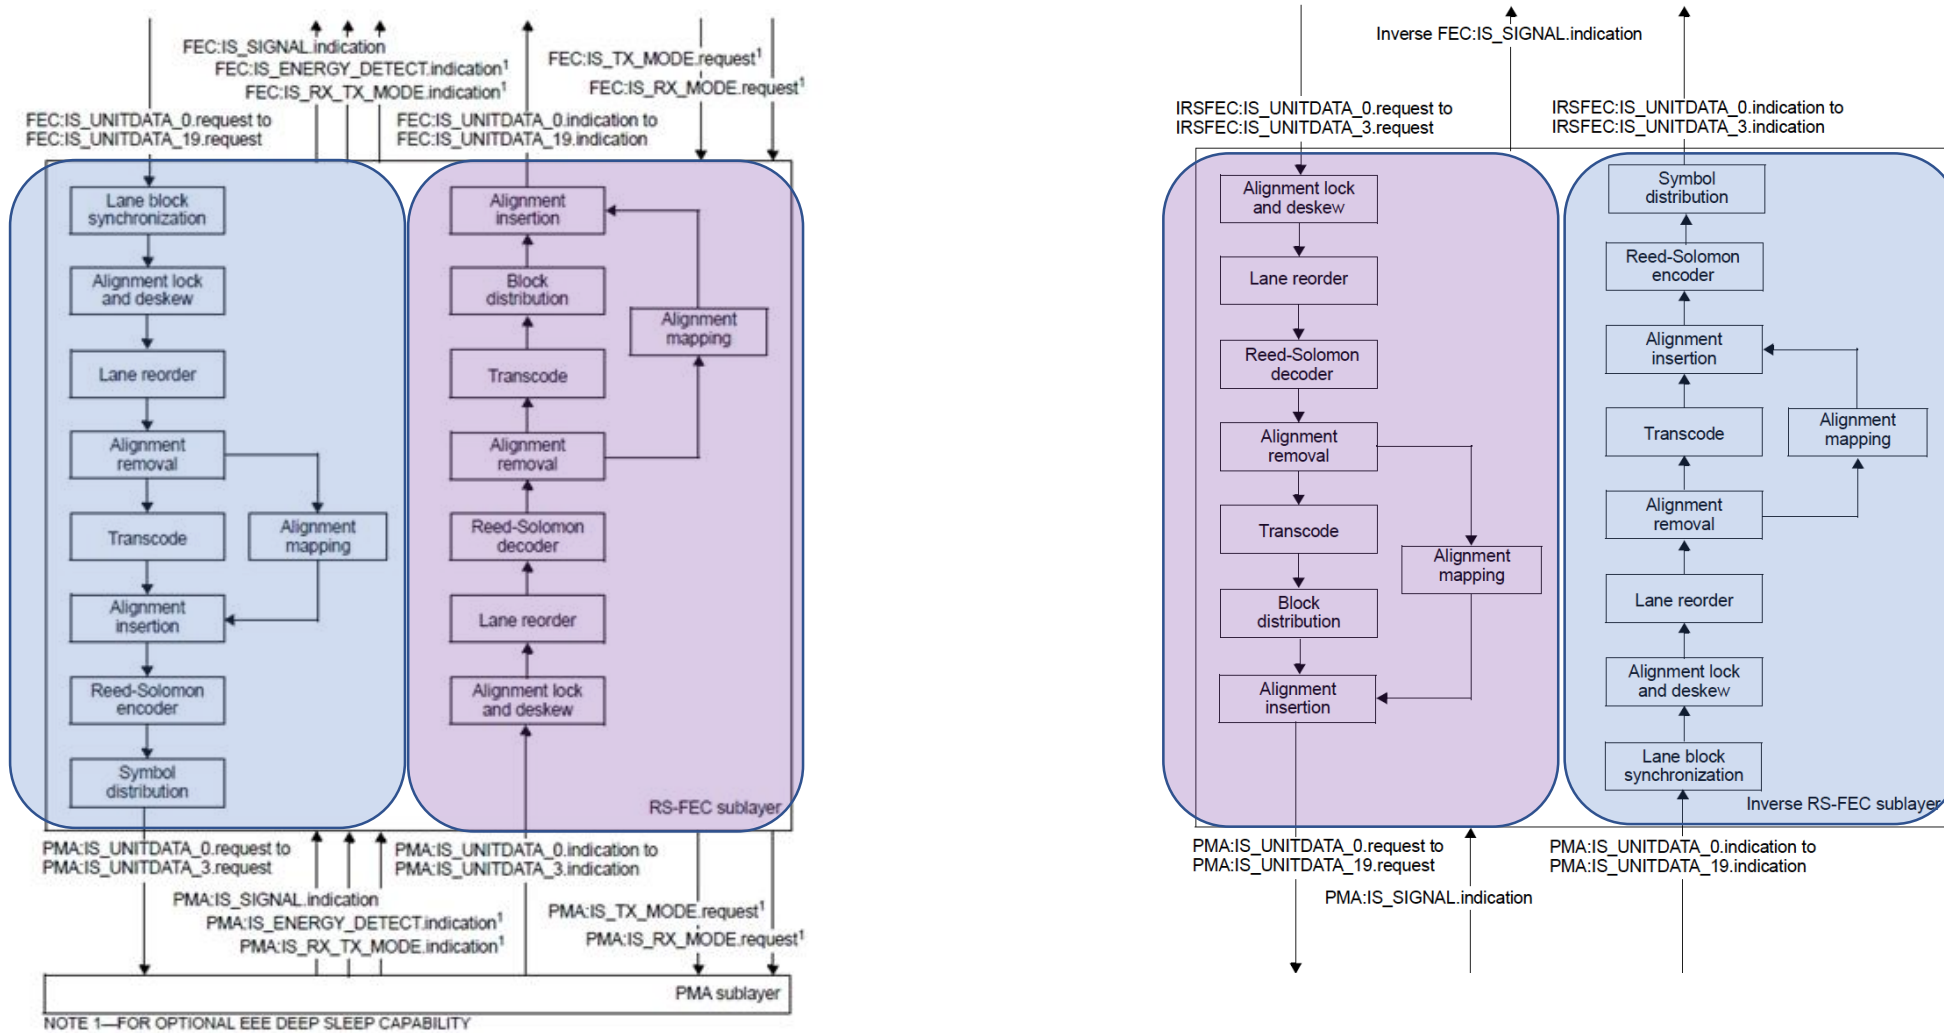 FEC:IS_SIGNAL.indication
FEC:IS_ENERGY_DETECT.indication¹
FEC:IS_RX_TX_MODE.indication¹
FEC:IS_TX_MODE.request¹
FEC:IS_RX_MODE.request¹
FEC:IS_UNITDATA_0.request to
FEC:IS_UNITDATA_19.request
FEC:IS_UNITDATA_0.indication to
FEC:IS_UNITDATA_19.indication
Lane block
synchronization
Alignment lock
and deskew
Lane reorder
Alignment
removal
Transcode
Alignment
mapping
Alignment
insertion
Reed-Solomon
encoder
Symbol
distribution
Alignment
insertion
Block
distribution
Alignment
mapping
Transcode
Alignment
removal
Reed-Solomon
decoder
Lane reorder
Alignment lock
and deskew
RS-FEC sublayer
PMA:IS_UNITDATA_0.request to
PMA:IS_UNITDATA_3.request
PMA:IS_UNITDATA_0.indication to
PMA:IS_UNITDATA_3.indication
PMA:IS_SIGNAL.indication
PMA:IS_ENERGY_DETECT.indication¹
PMA:IS_RX_TX_MODE.indication¹
PMA:IS_TX_MODE.request¹
PMA:IS_RX_MODE.request¹
PMA sublayer
NOTE 1—FOR OPTIONAL EEE DEEP SLEEP CAPABILITY
Inverse FEC:IS_SIGNAL.indication
IRSFEC:IS_UNITDATA_0.request to
IRSFEC:IS_UNITDATA_3.request
IRSFEC:IS_UNITDATA_0.indication to
IRSFEC:IS_UNITDATA_3.indication
Alignment lock
and deskew
Lane reorder
Reed-Solomon
decoder
Alignment
removal
Transcode
Alignment
mapping
Block
distribution
Alignment
insertion
Symbol
distribution
Reed-Solomon
encoder
Alignment
insertion
Transcode
Alignment
mapping
Alignment
removal
Lane reorder
Alignment lock
and deskew
Lane block
synchronization
Inverse RS-FEC sublayer
PMA:IS_UNITDATA_0.request to
PMA:IS_UNITDATA_19.request
PMA:IS_SIGNAL.indication
PMA:IS_UNITDATA_0.indication to
PMA:IS_UNITDATA_19.indication